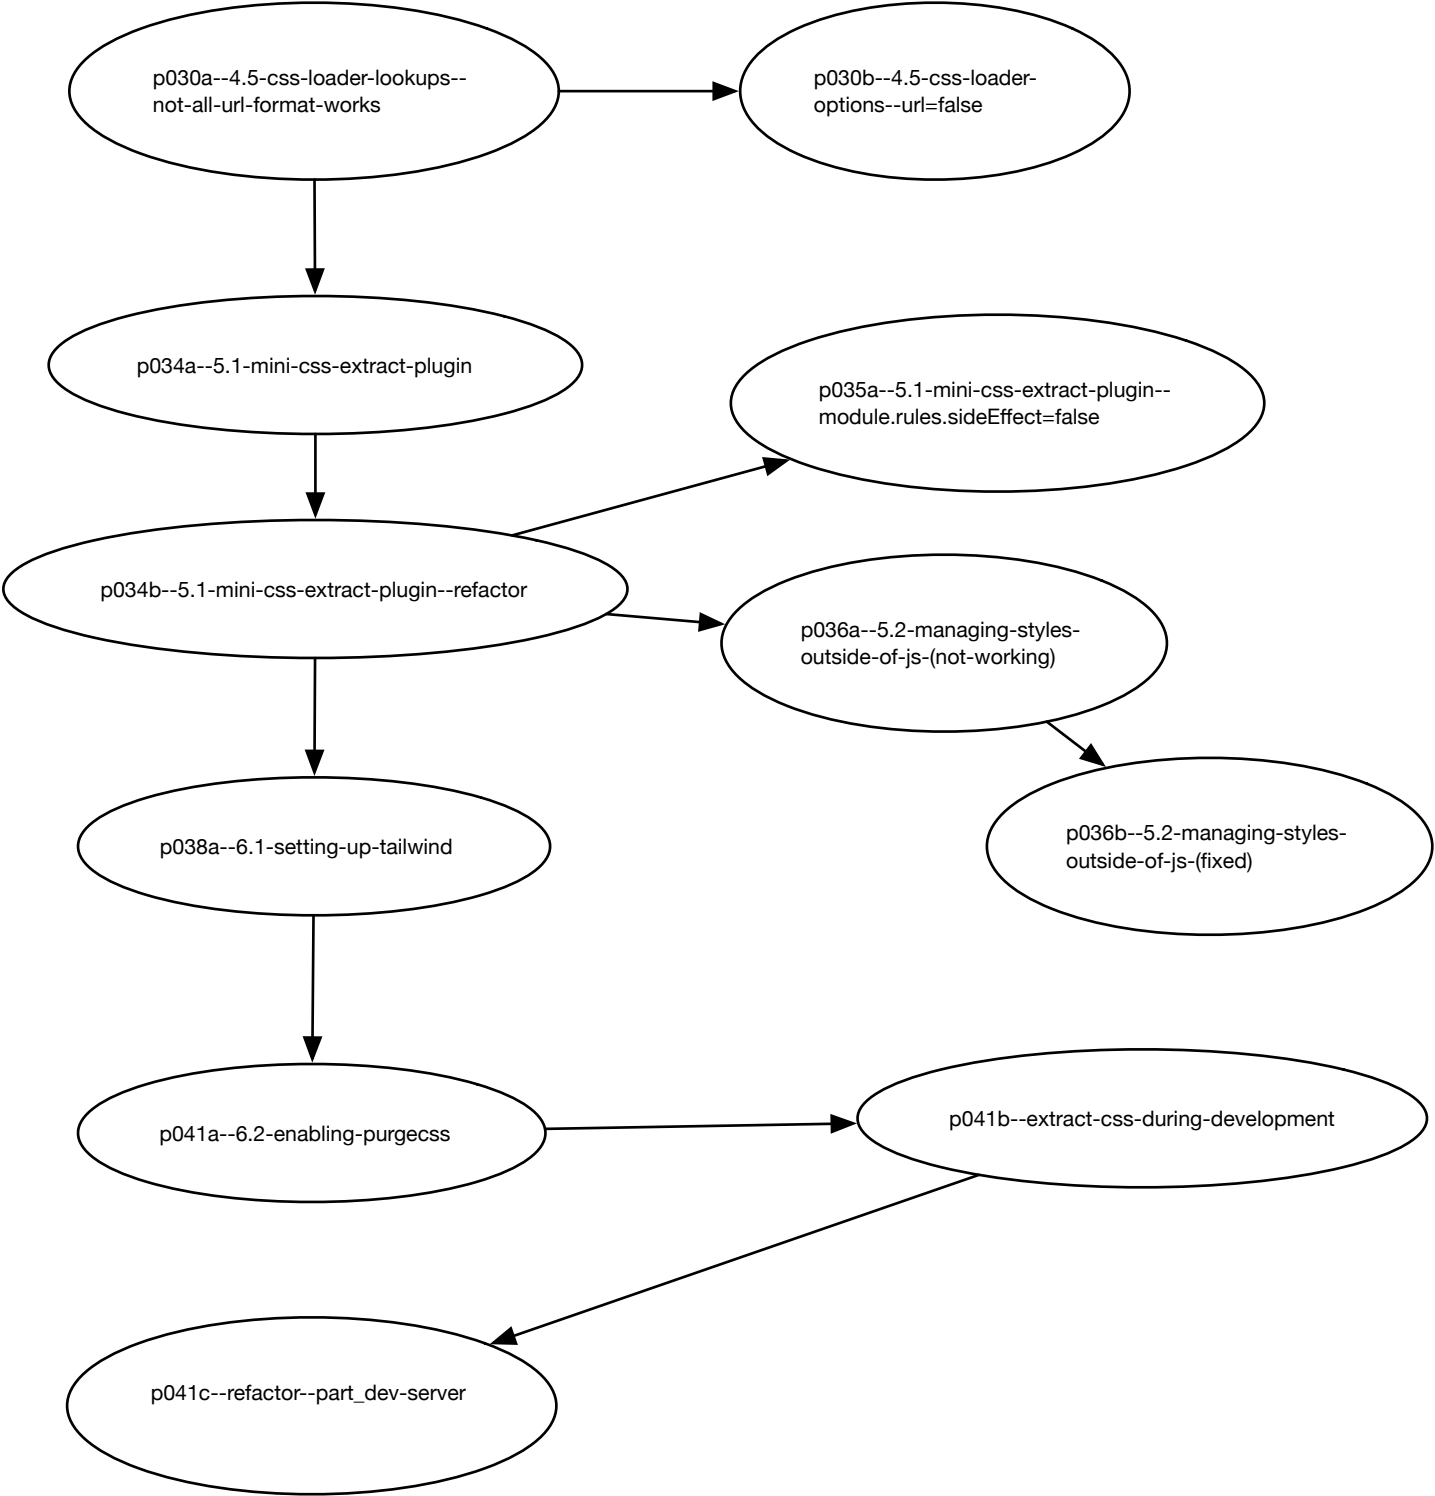 p030a--4.5-css-loader-lookups--
not-all-url-format-works
p030b--4.5-css-loader-
options--url=false
p034a--5.1-mini-css-extract-plugin
p035a--5.1-mini-css-extract-plugin--
module.rules.sideEffect=false
p034b--5.1-mini-css-extract-plugin--refactor
p036a--5.2-managing-styles-
outside-of-js-(not-working)
p038a--6.1-setting-up-tailwind
p036b--5.2-managing-styles-
outside-of-js-(fixed)
p041a--6.2-enabling-purgecss
p041b--extract-css-during-development
p041c--refactor--part_dev-server